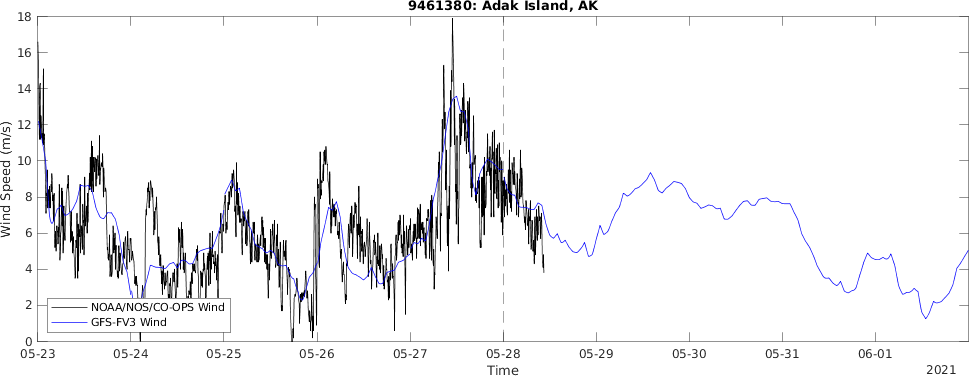 9461380: Adak Island, AK
18
16
14
12
10
8
6
4
2
0
Wind Speed (m/s)
NOAA/NOS/CO-OPS Wind
GFS-FV3 Wind
05-23 05-24 05-25 05-26 05-27 05-28 05-29 05-30 05-31 06-01
Time
2021